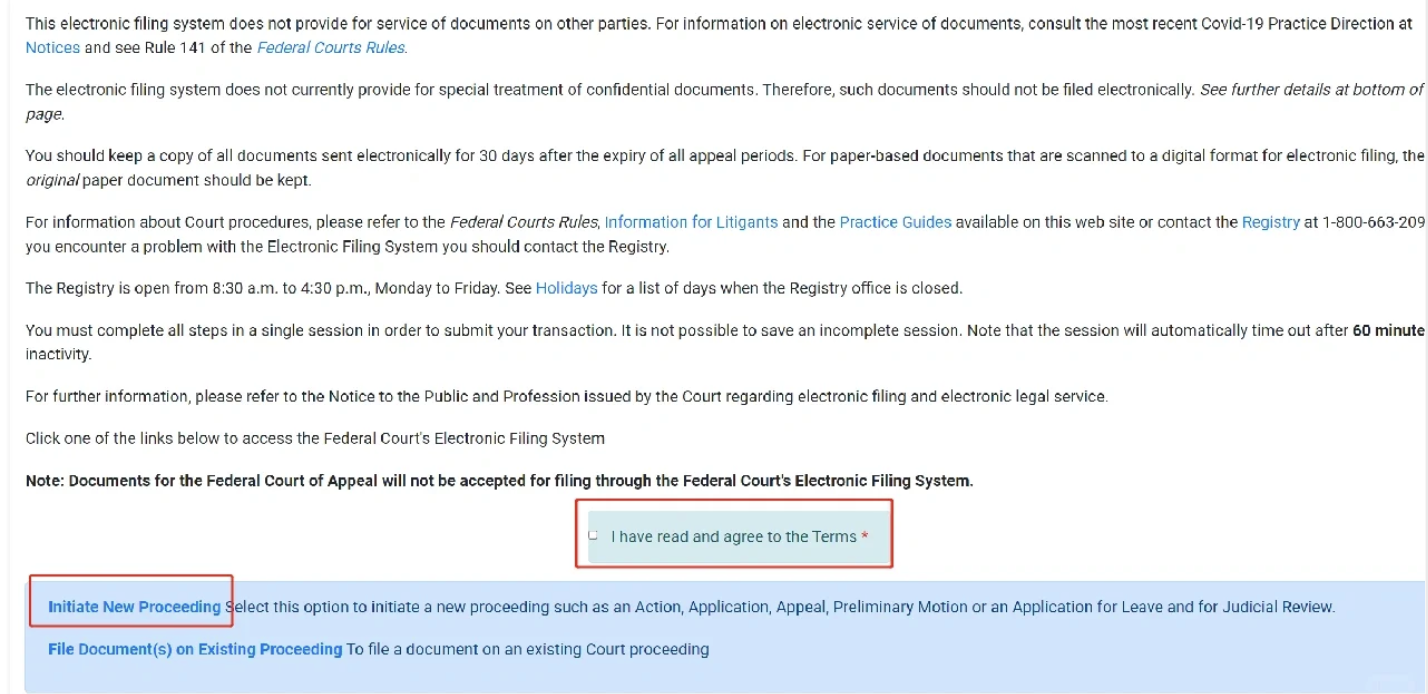 This electronic filing system does not provide for service of documents on other parties. For information on electronic service of documents, consult the most recent Covid-19 Practice Direction at
Notices and see Rule 141 of the Federal Courts Rules.
The electronic filing system does not currently provide for special treatment of confidential documents. Therefore, such documents should not be filed electronically. See further details at bottom of
page.
You should keep a copy of all documents sent electronically for 30 days after the expiry of all appeal periods. For paper-based documents that are scanned to a digital format for electronic filing, the
original paper document should be kept.
For information about Court procedures, please refer to the Federal Courts Rules, Information for Litigants and the Practice Guides available on this web site or contact the Registry at 1-800-663-209
you encounter a problem with the Electronic Filing System you should contact the Registry.
The Registry is open from 8:30 a.m. to 4:30 p.m., Monday to Friday. See Holidays for a list of days when the Registry office is closed.
You must complete all steps in a single session in order to submit your transaction. It is not possible to save an incomplete session. Note that the session will automatically time out after 60 minute
inactivity.
For further information, please refer to the Notice to the Public and Profession issued by the Court regarding electronic filing and electronic legal service.
Click one of the links below to access the Federal Court's Electronic Filing System
Note: Documents for the Federal Court of Appeal will not be accepted for filing through the Federal Court's Electronic Filing System.
I have read and agree to the Terms *
Initiate New Proceeding Select this option to initiate a new proceeding such as an Action, Application, Appeal, Preliminary Motion or an Application for Leave and for Judicial Review.
File Document(s) on Existing Proceeding To file a document on an existing Court proceeding